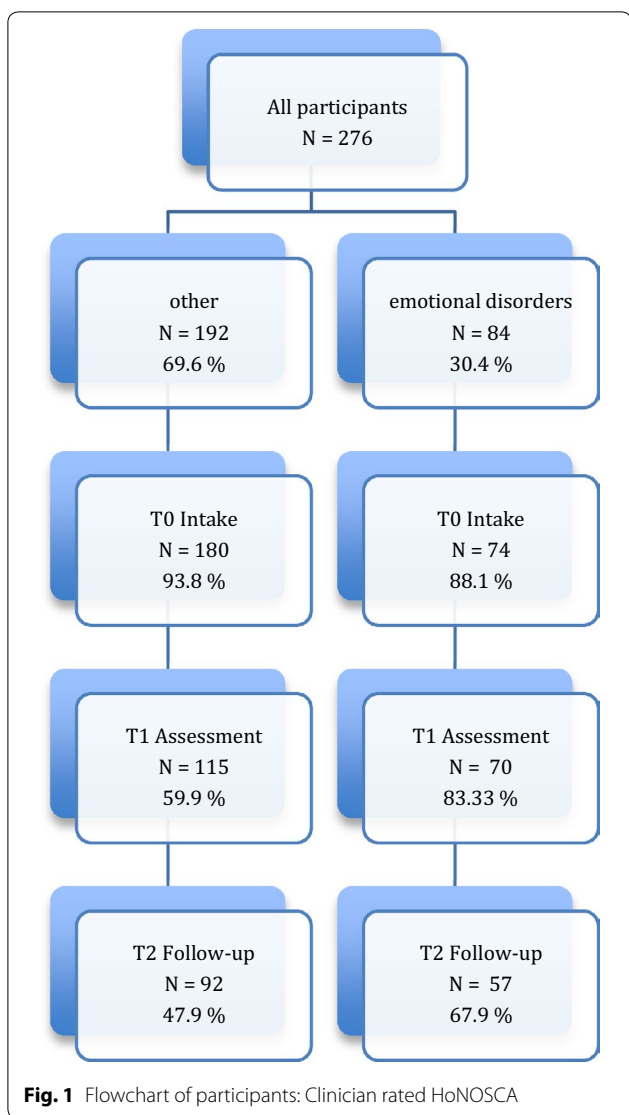 All participants
N = 276
other
N = 192
69.6 %
emotional disorders
N = 84
30.4 %
T0 Intake
N = 180
93.8 %
T0 Intake
N = 74
88.1 %
T1 Assessment
N = 115
59.9 %
T1 Assessment
N = 70
83.33 %
T2 Follow-up
N = 92
47.9 %
T2 Follow-up
N = 57
67.9 %
Fig. 1 Flowchart of participants: Clinician rated HoNOSCA